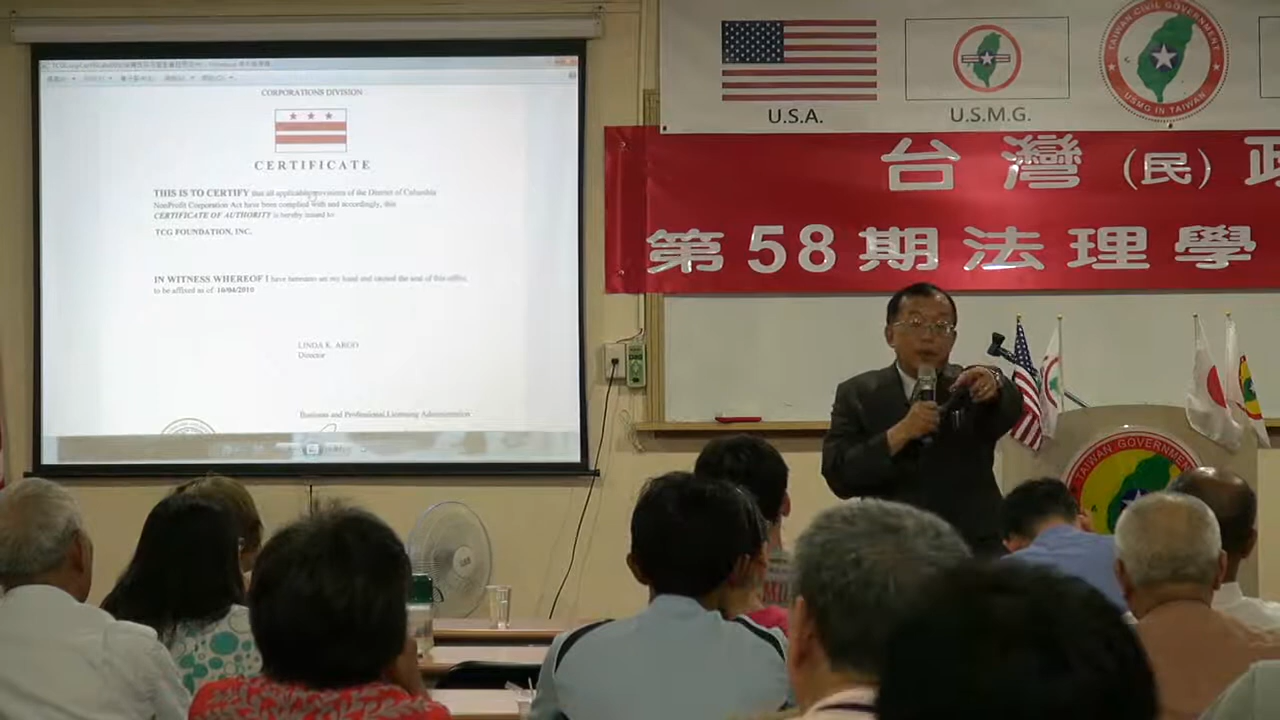 CORPORATIONS DIVISION
CERTIFICATE
THIS IS TO CERTIFY that all applicable provisions of the District of Columbia
NonProfit Corporation Act have been complied with and accordingly, this
CERTIFICATE OF AUTHORITY is hereby issued to:
TCG FOUNDATION, INC.
IN WITNESS WHEREOF I have hereunto set my hand and caused the seal of this office
to be affixed as of 10/04/2010
LINDA K. ARGO
Director
Business and Professional Licensing Administration
U.S.A.
U.S.M.G.
TAIWAN CIVIL GOVERNMENT
USMG IN TAIWAN
台灣(民)政
第58期法理學
TAIWAN GOVERNMENT